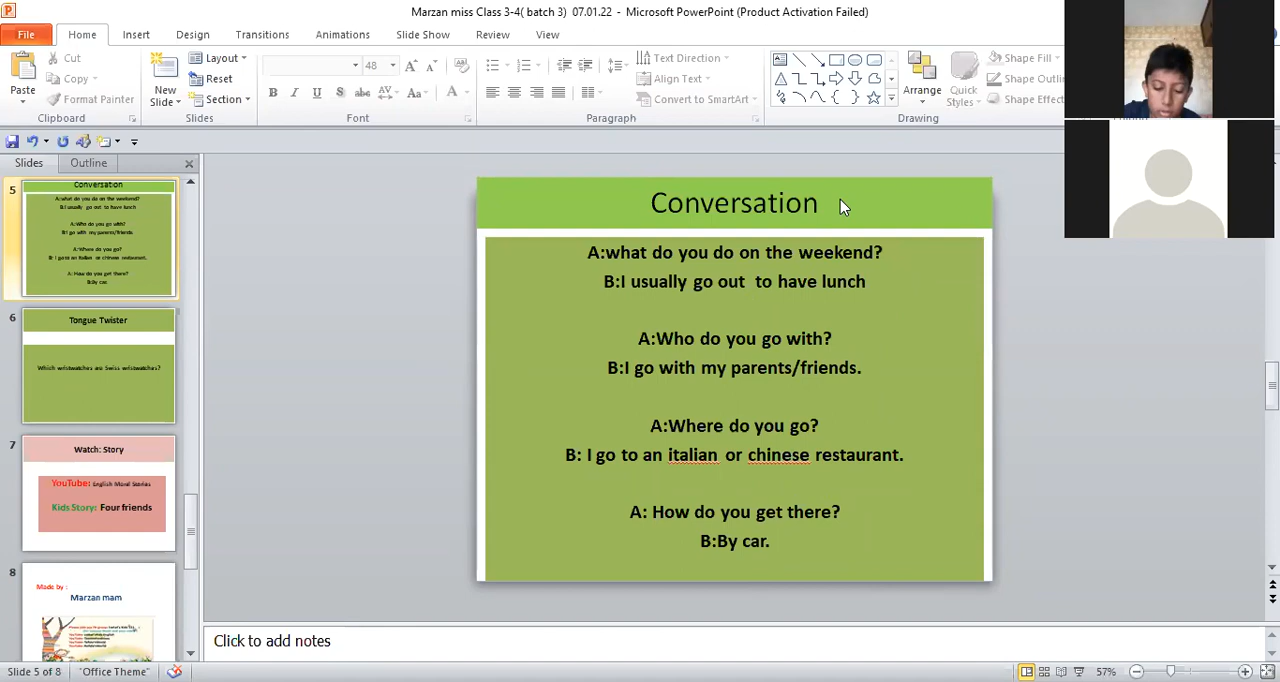 Marzan miss Class 3-4( batch 3) 07.01.22 - Microsoft PowerPoint (Product Activation Failed)
File Home Insert Design Transitions Animations Slide Show Review View
Cut
Copy
Format Painter
Paste
Clipboard
New
Slide
Layout
Reset
Section
Slides
48
B I U S abc AV Aa A
Font
Text Direction
Align Text
Convert to SmartArt
Paragraph
Arrange
Quick
Styles
Shape Fill
Shape Outli
Shape Effect
Drawing
Slides Outline
5
Conversation
A:what do you do on the weekend?
B:I usually go out to have lunch
A:Who do you go with?
B:I go with my parents/friends.
A:Where do you go?
B: I go to an italian or chinese restaurant.
A: How do you get there?
B:By car.
6
Tongue Twister
Which wristwatches are Swiss wristwatches?
7
Watch: Story
YouTube: English Moral Stories
Kids Story: Four friends
8
Made by :
Marzan mam
Conversation
A:what do you do on the weekend?
B:I usually go out to have lunch
A:Who do you go with?
B:I go with my parents/friends.
A:Where do you go?
B: I go to an italian or chinese restaurant.
A: How do you get there?
B:By car.
Click to add notes
Slide 5 of 8 "Office Theme" 57%